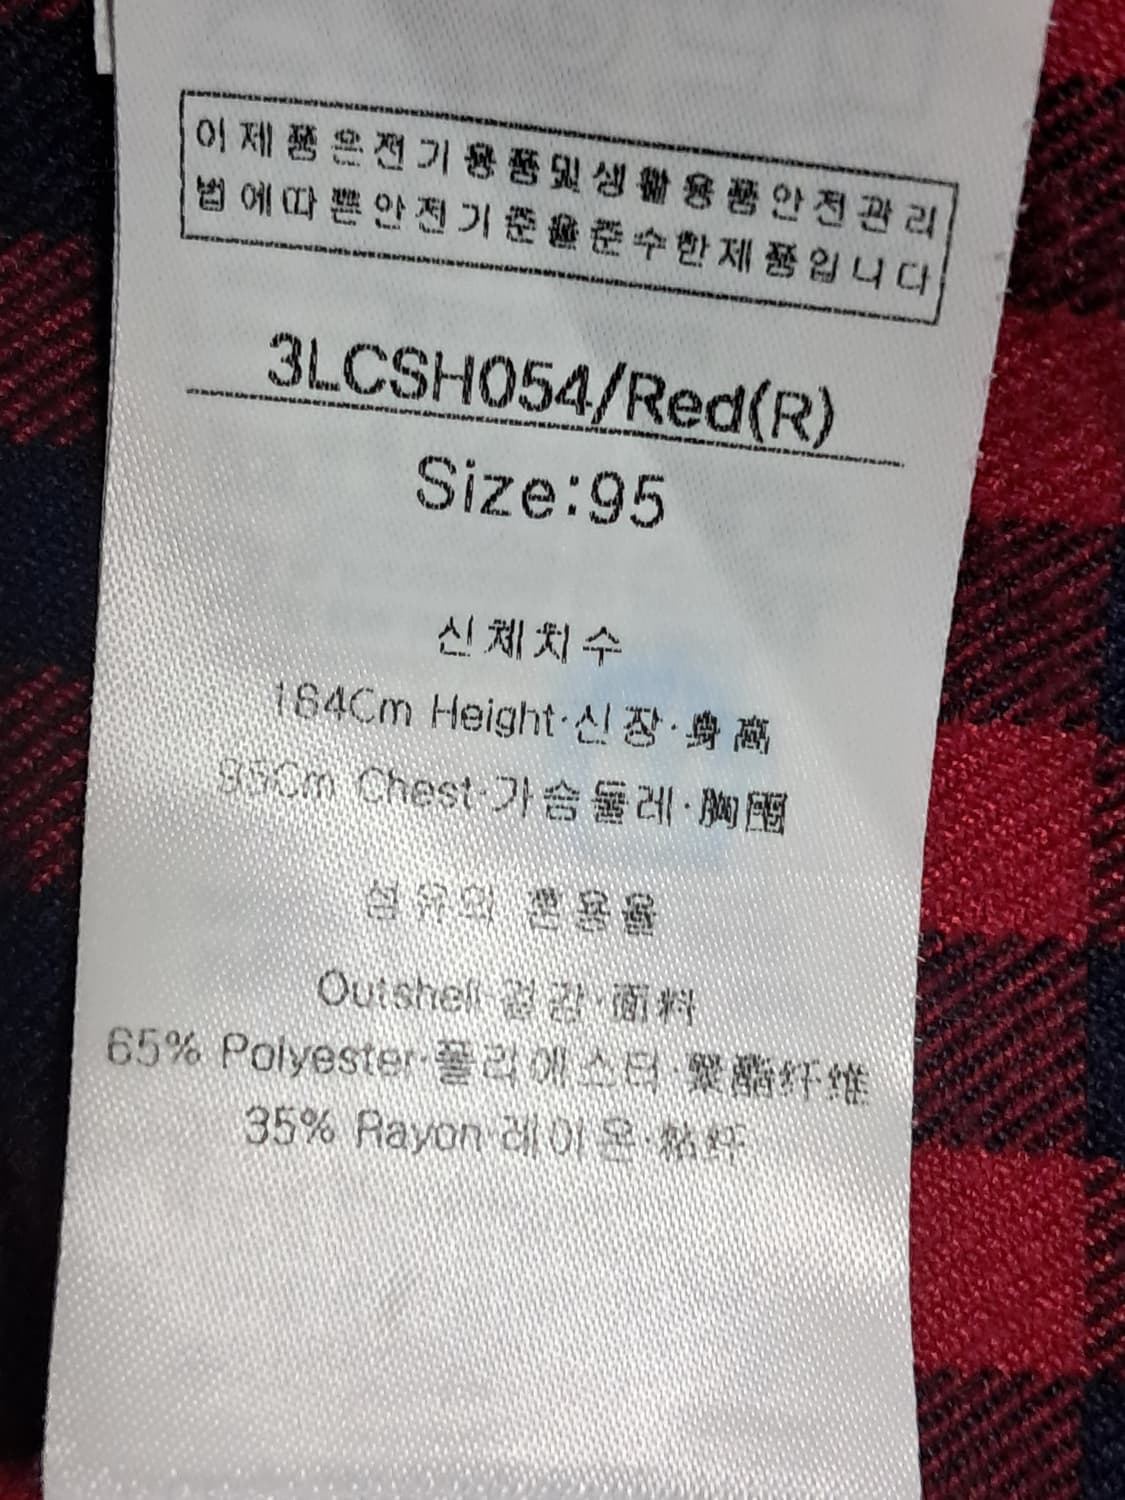 이제품은전기용품및생활용품안전관리
법에따른안전기준을준수한제품입니다
3LCSH054/Red(R)
Size:95
신체치수
164Cm Height·신장·身高
95Cm Chest·가슴둘레·胸围
섬유의 혼용율
Outshell·겉감·面料
65% Polyester·폴리에스터·聚酯纤维
35% Rayon·레이온·粘纤